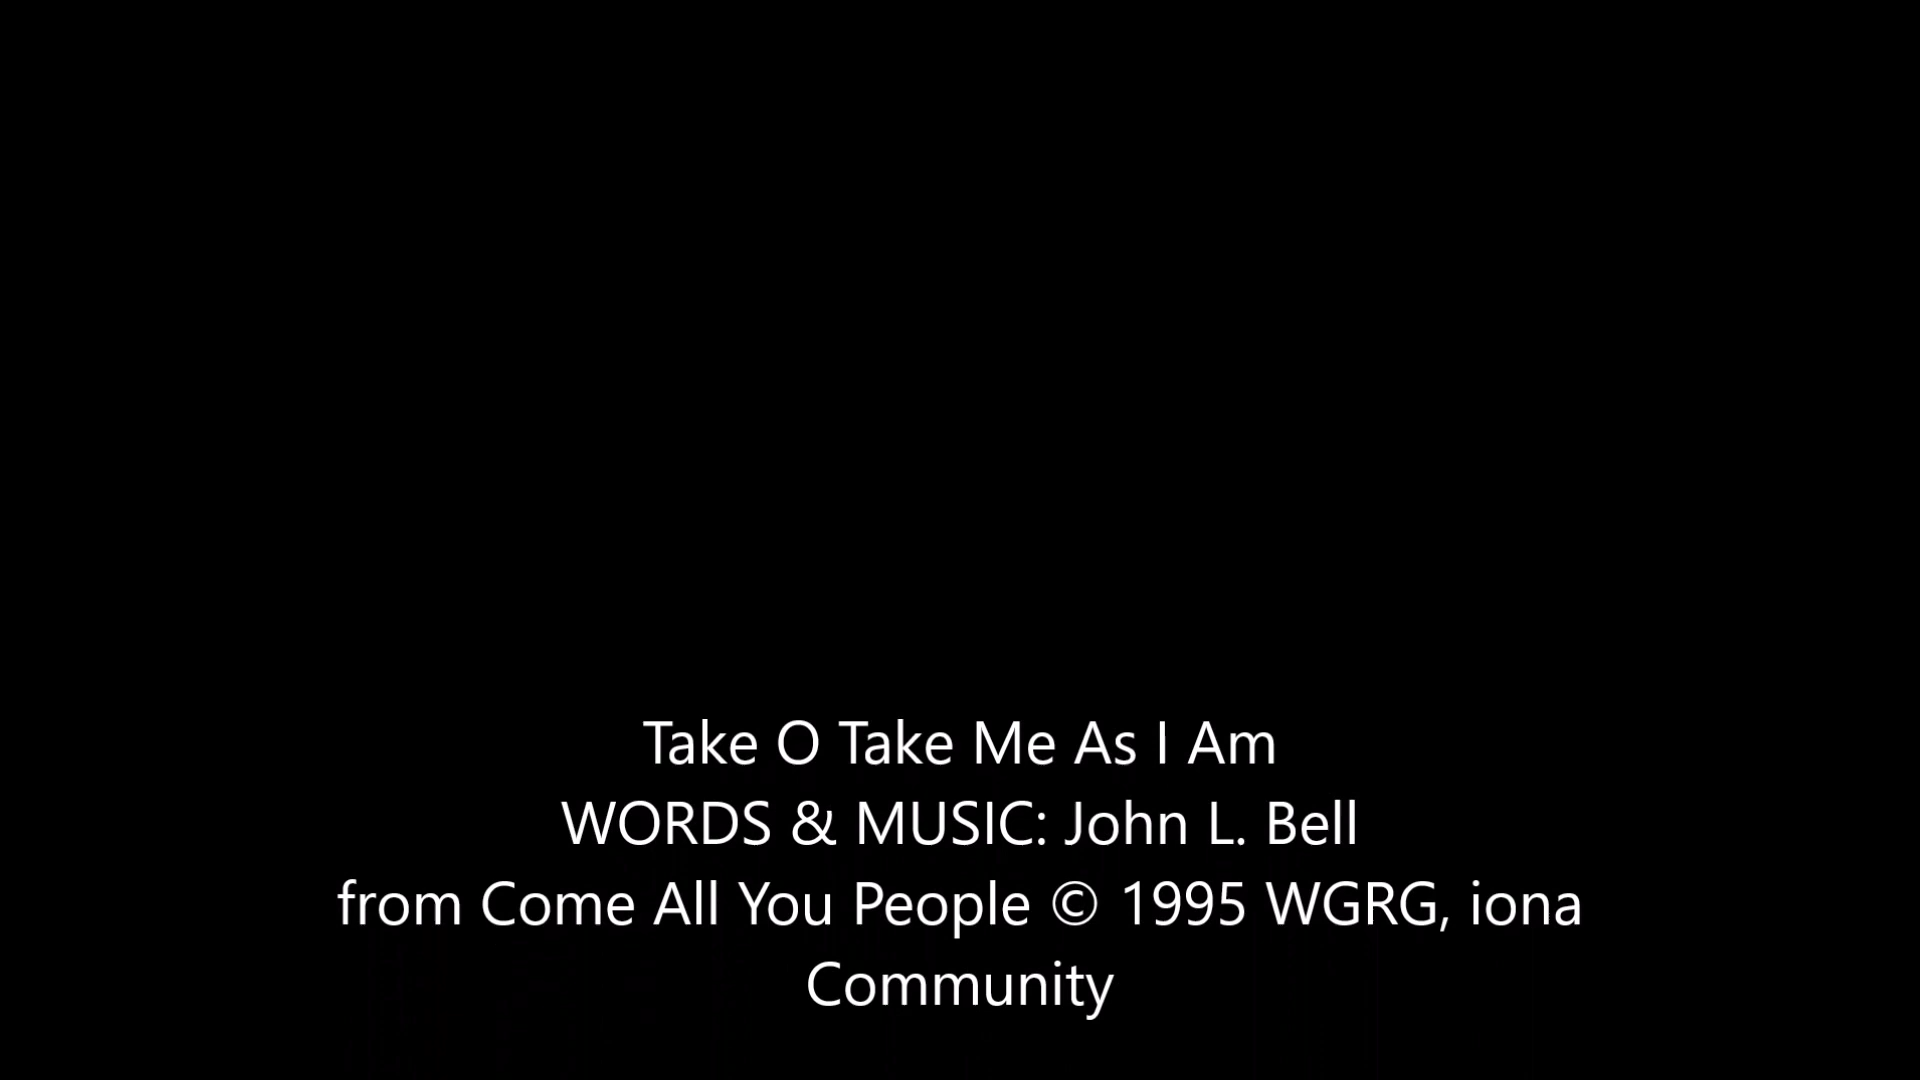 Take O Take Me As I Am
WORDS & MUSIC: John L. Bell
from Come All You People © 1995 WGRG, iona
Community